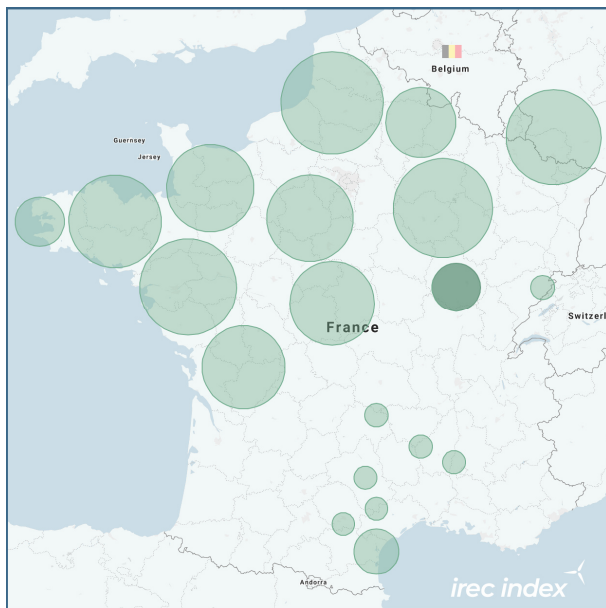 Belgium
Guernsey
Jersey
Switzerl
France
Andorra
irec index